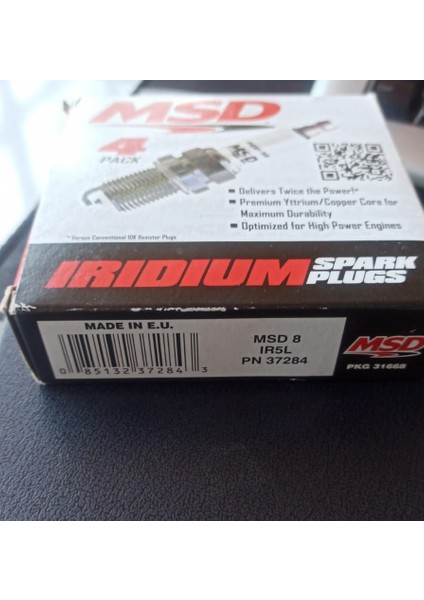 MSD
4
PACK
MSD
• Delivers Twice the Power!*
• Premium Yttrium/Copper Core for
Maximum Durability
• Optimized for High Power Engines
* Versus Conventional 10K Resistor Plugs
IRIDIUM SPARK
PLUGS
MADE IN E.U.
MSD 8
IR5L
PN 37284
0 85132 37284 3
MSD
PKG 31668